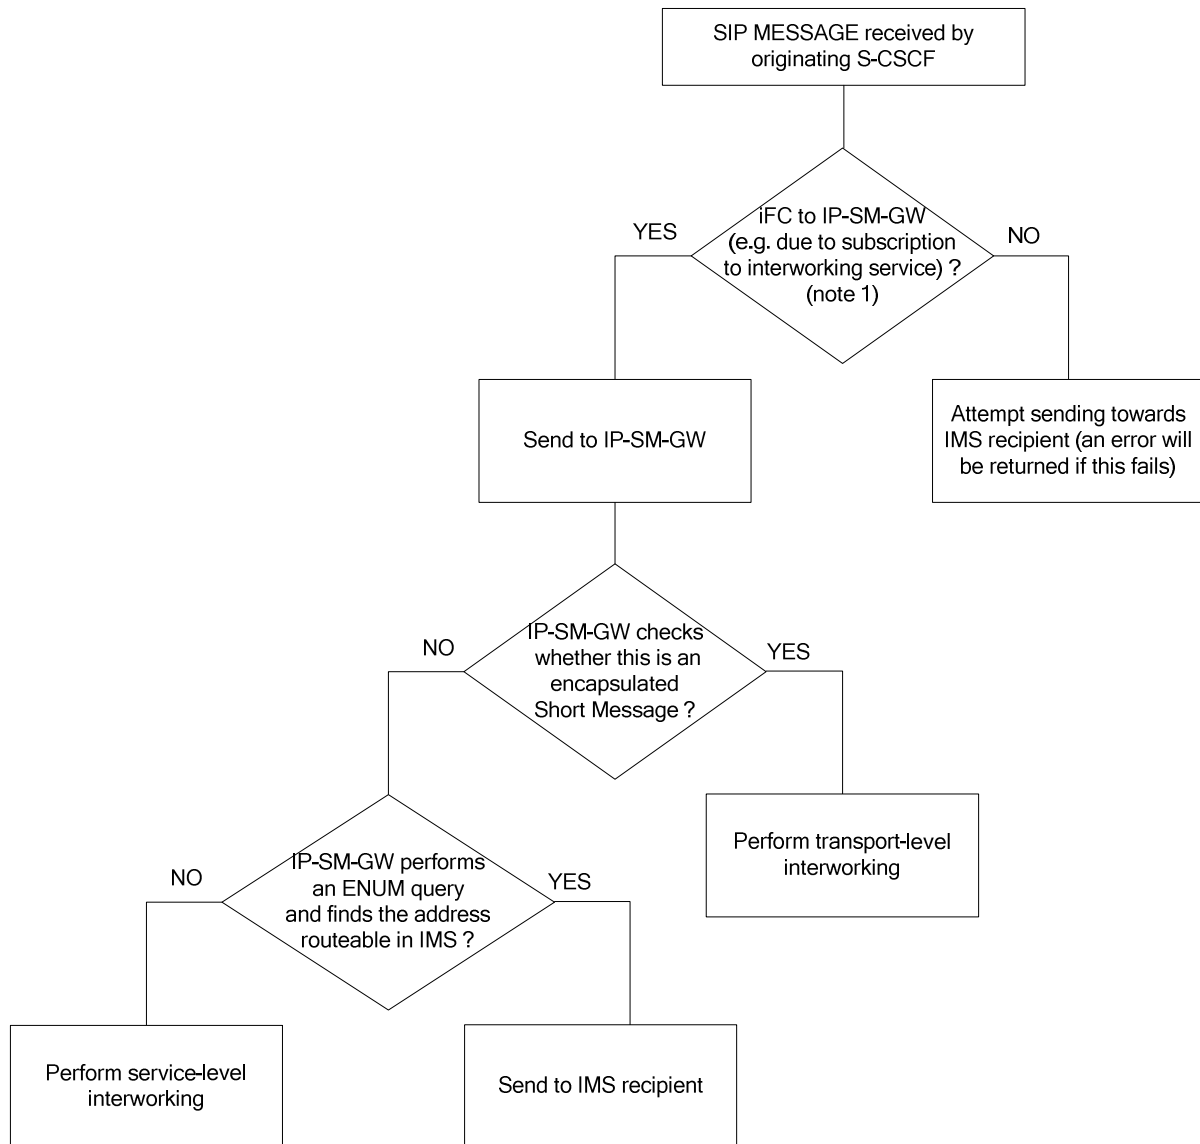 SIP MESSAGE received by
originating S-CSCF
iFC to IP-SM-GW
(e.g. due to subscription
to interworking service) ?
(note 1)
YES
NO
Send to IP-SM-GW
Attempt sending towards
IMS recipient (an error will
be returned if this fails)
IP-SM-GW checks
whether this is an
encapsulated
Short Message ?
NO
YES
Perform transport-level
interworking
IP-SM-GW performs
an ENUM query
and finds the address
routeable in IMS ?
NO
YES
Perform service-level
interworking
Send to IMS recipient